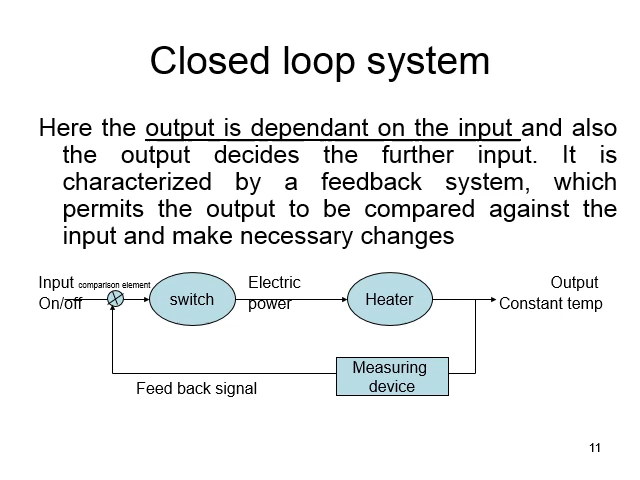 Closed loop system
Here the output is dependant on the input and also
the output decides the further input. It is
characterized by a feedback system, which
permits the output to be compared against the
input and make necessary changes
Input comparison element
On/off
switch
Electric
power
Heater
Output
Constant temp
Measuring
device
Feed back signal
11